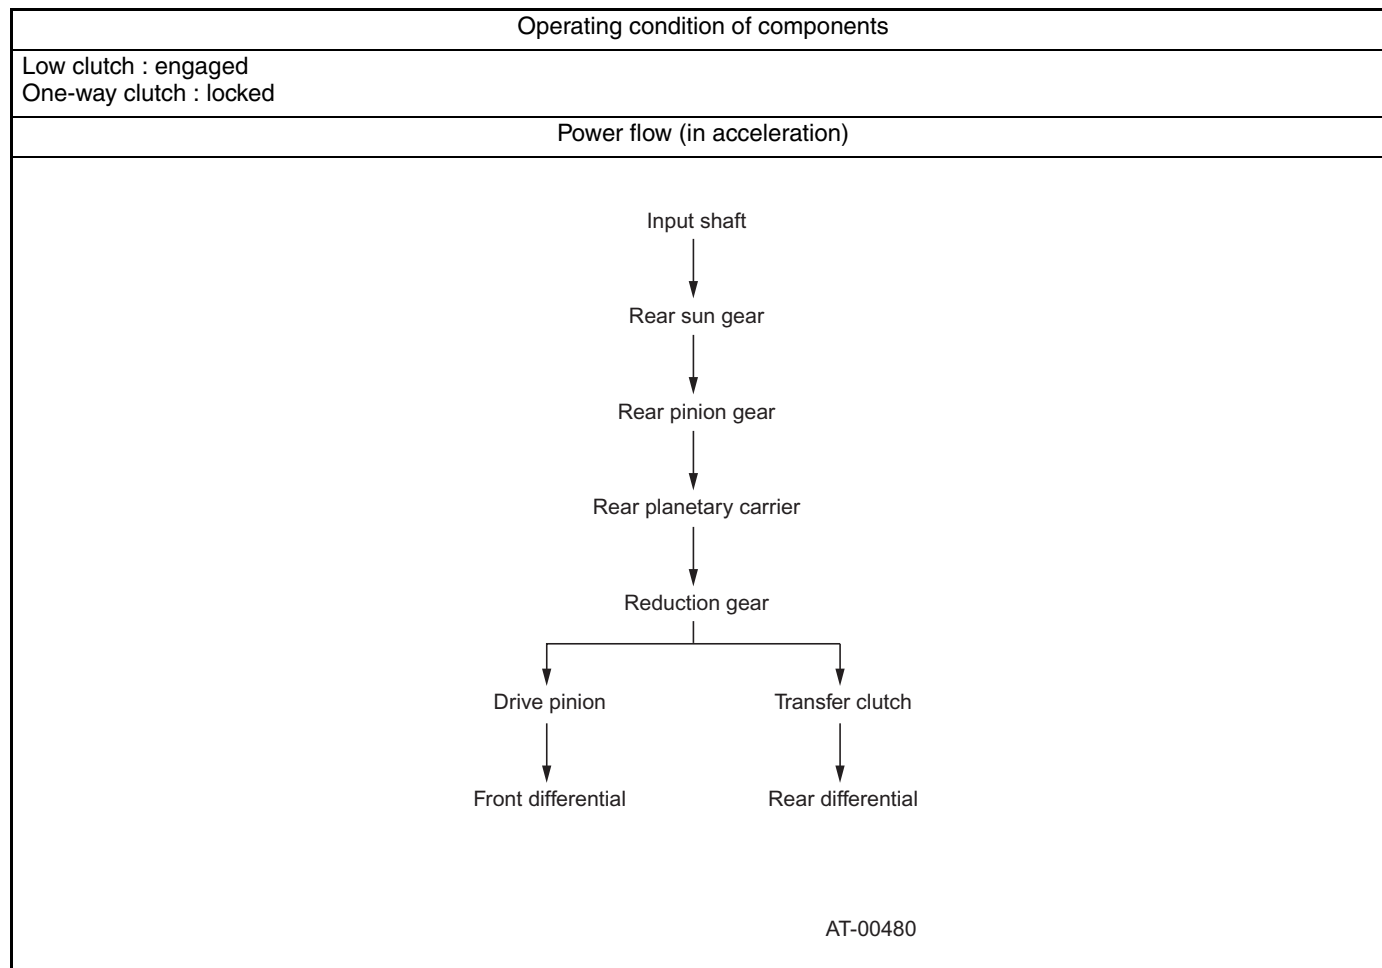 Operating condition of components
Low clutch : engaged
One-way clutch : locked
Power flow (in acceleration)
Input shaft
Rear sun gear
Rear pinion gear
Rear planetary carrier
Reduction gear
Drive pinion
Transfer clutch
Front differential
Rear differential
AT-00480